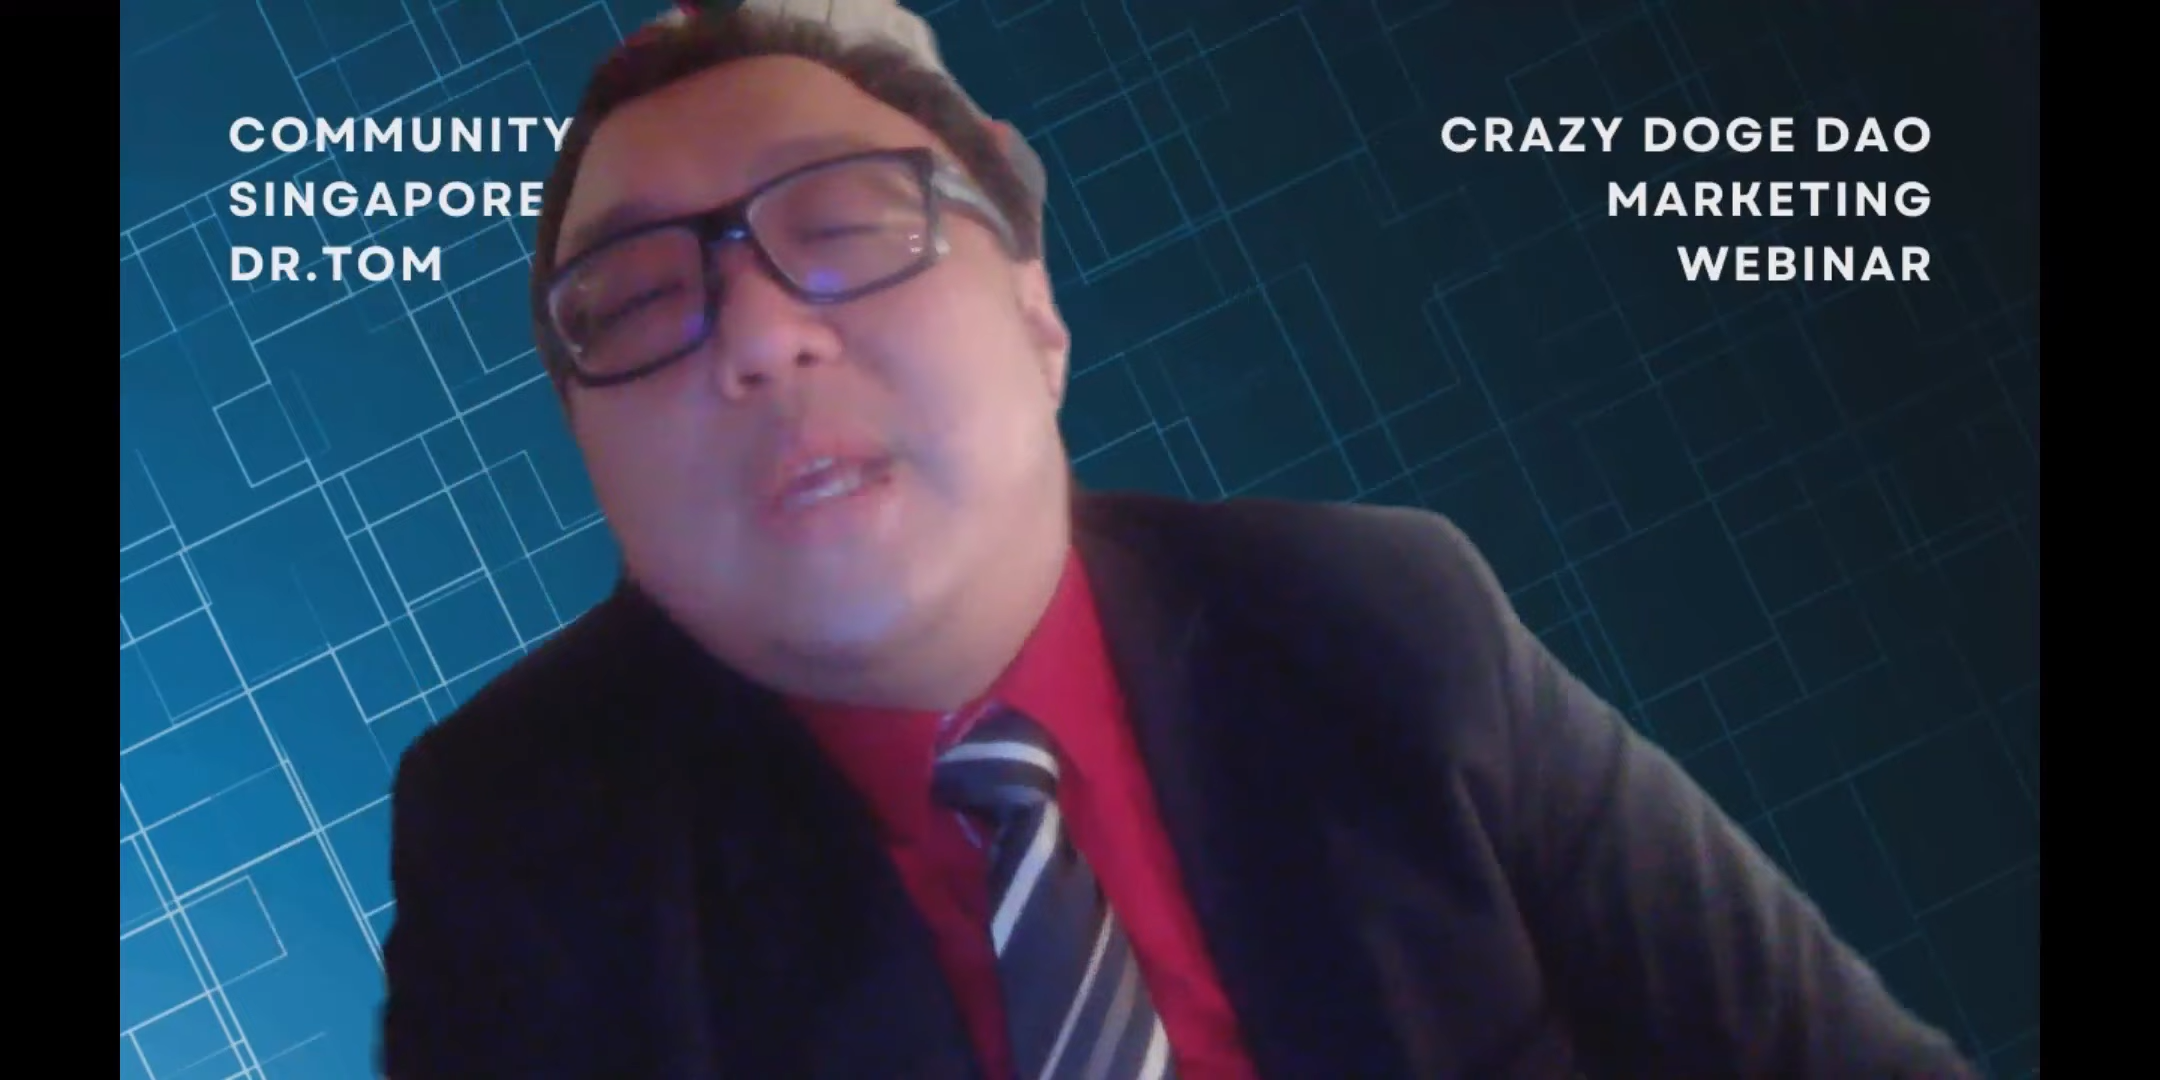 COMMUNITY
SINGAPORE
DR.TOM
CRAZY DOGE DAO
MARKETING
WEBINAR